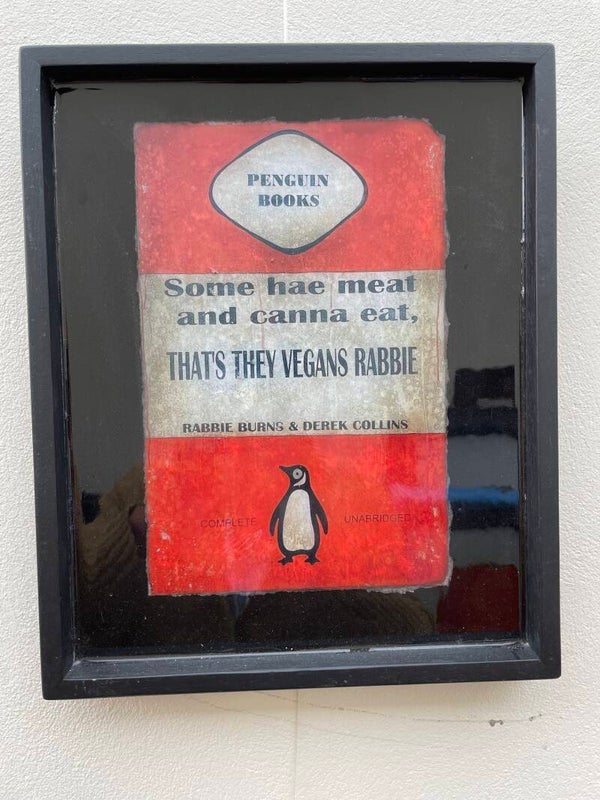 PENGUIN
BOOKS
Some hae meat
and canna eat,
THAT'S THEY VEGANS RABBIE
RABBIE BURNS & DEREK COLLINS
COMPLETE UNABRIDGED